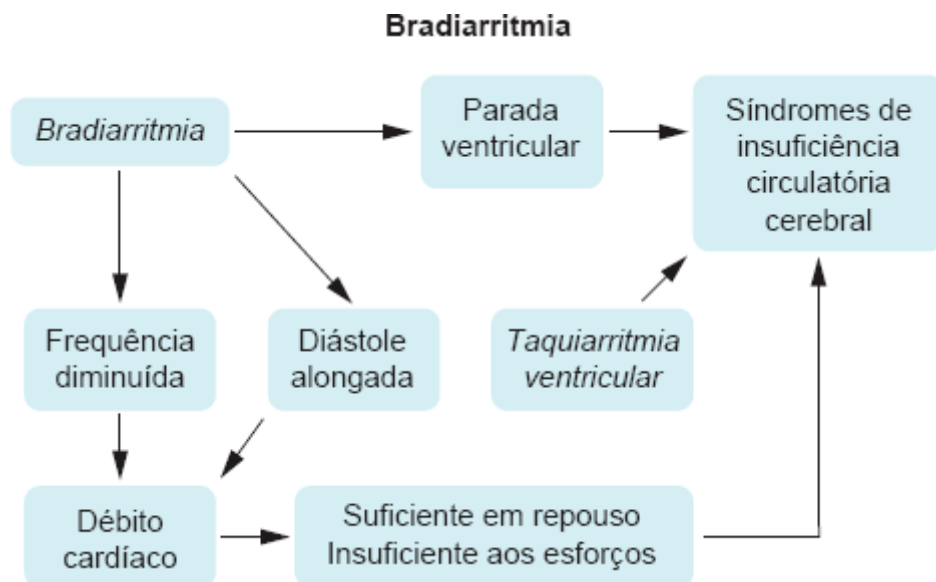 Bradiarritmia
Bradiarritmia
Parada
ventricular
Síndromes de
insuficiência
circulatória
cerebral
Frequência
diminuída
Diástole
alongada
Taquiarritmia
ventricular
Débito
cardíaco
Suficiente em repouso
Insuficiente aos esforços